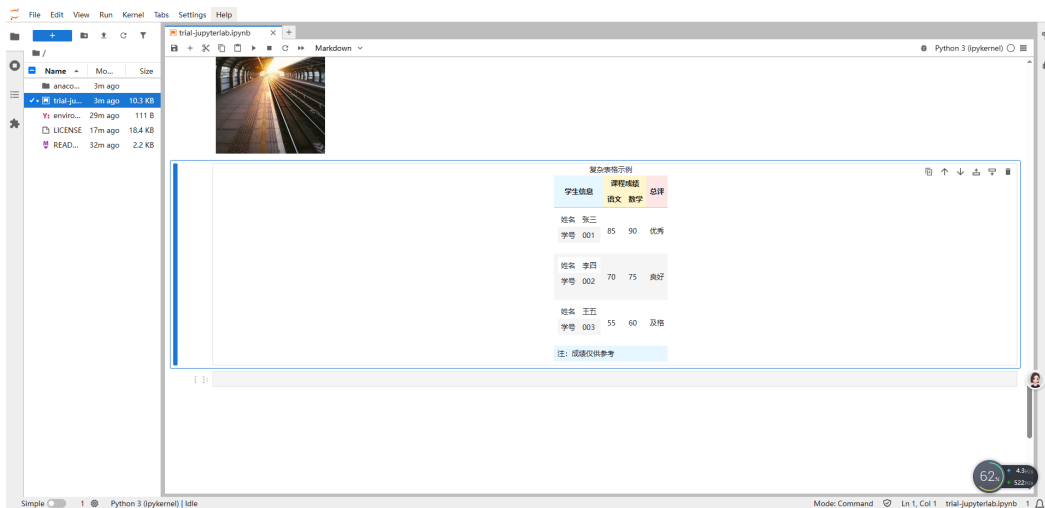 File Edit View Run Kernel Tabs Settings Help
trial-jupyterlab.ipynb
Markdown
Python 3 (ipykernel)
/
Name Mo... Size
anaco... 3m ago
trial-ju... 3m ago 10.3 KB
Y: enviro... 29m ago 111 B
LICENSE 17m ago 18.4 KB
READ... 32m ago 2.2 KB
复杂表格示例
学生信息 课程成绩 总评
语文 数学
姓名 张三
学号 001 85 90 优秀
姓名 李四
学号 002 70 75 良好
姓名 王五
学号 003 55 60 及格
注：成绩仅供参考
[ ]:
62%
4.3K/s
522K/s
Simple 1 Python 3 (ipykernel) | Idle
Mode: Command Ln 1, Col 1 trial-jupyterlab.ipynb 1